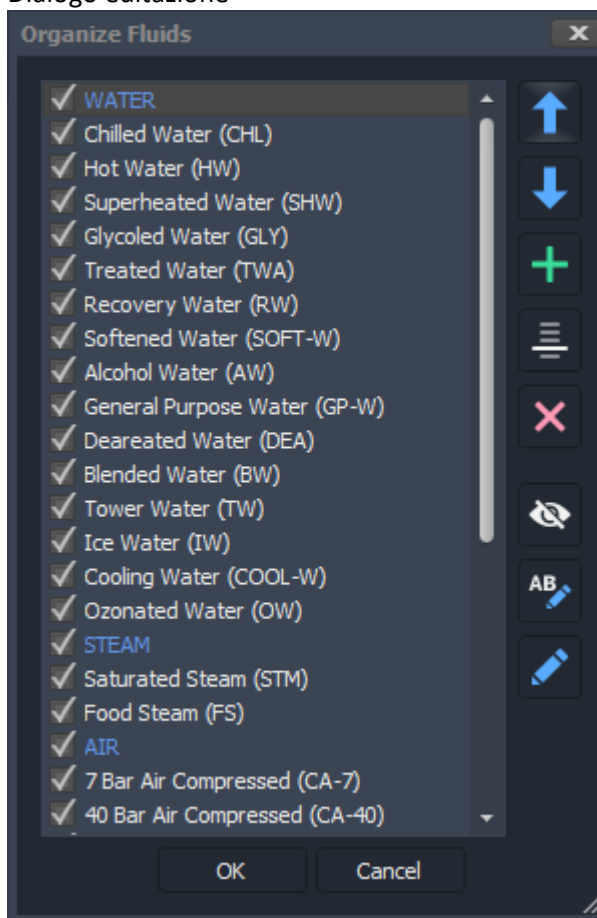 Dialogo editazione
Organize Fluids
WATER
Chilled Water (CHL)
Hot Water (HW)
Superheated Water (SHW)
Glycoled Water (GLY)
Treated Water (TWA)
Recovery Water (RW)
Softened Water (SOFT-W)
Alcohol Water (AW)
General Purpose Water (GP-W)
Deareated Water (DEA)
Blended Water (BW)
Tower Water (TW)
Ice Water (IW)
Cooling Water (COOL-W)
Ozonated Water (OW)
STEAM
Saturated Steam (STM)
Food Steam (FS)
AIR
7 Bar Air Compressed (CA-7)
40 Bar Air Compressed (CA-40)
AB
OK
Cancel